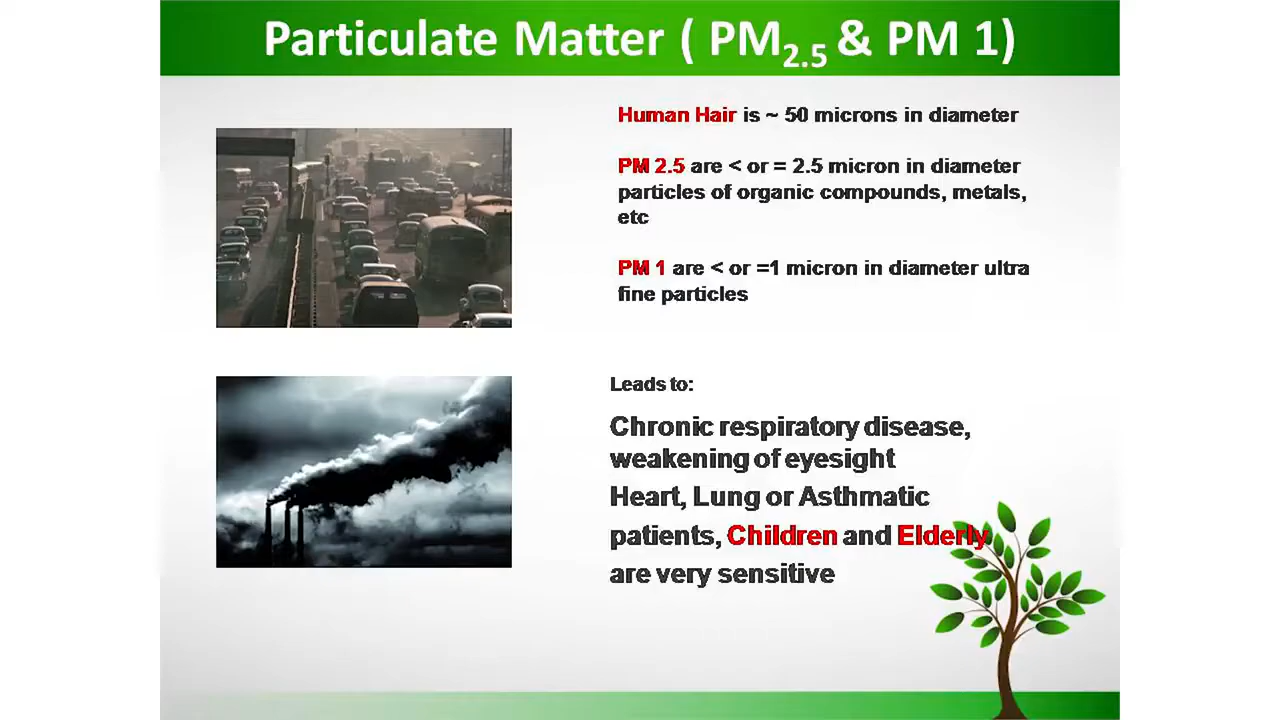 Particulate Matter ( PM2.5 & PM 1)
Human Hair is ~ 50 microns in diameter
PM 2.5 are < or = 2.5 micron in diameter
particles of organic compounds, metals,
etc
PM 1 are < or =1 micron in diameter ultra
fine particles
Leads to:
Chronic respiratory disease,
weakening of eyesight
Heart, Lung or Asthmatic
patients, Children and Elderly
are very sensitive